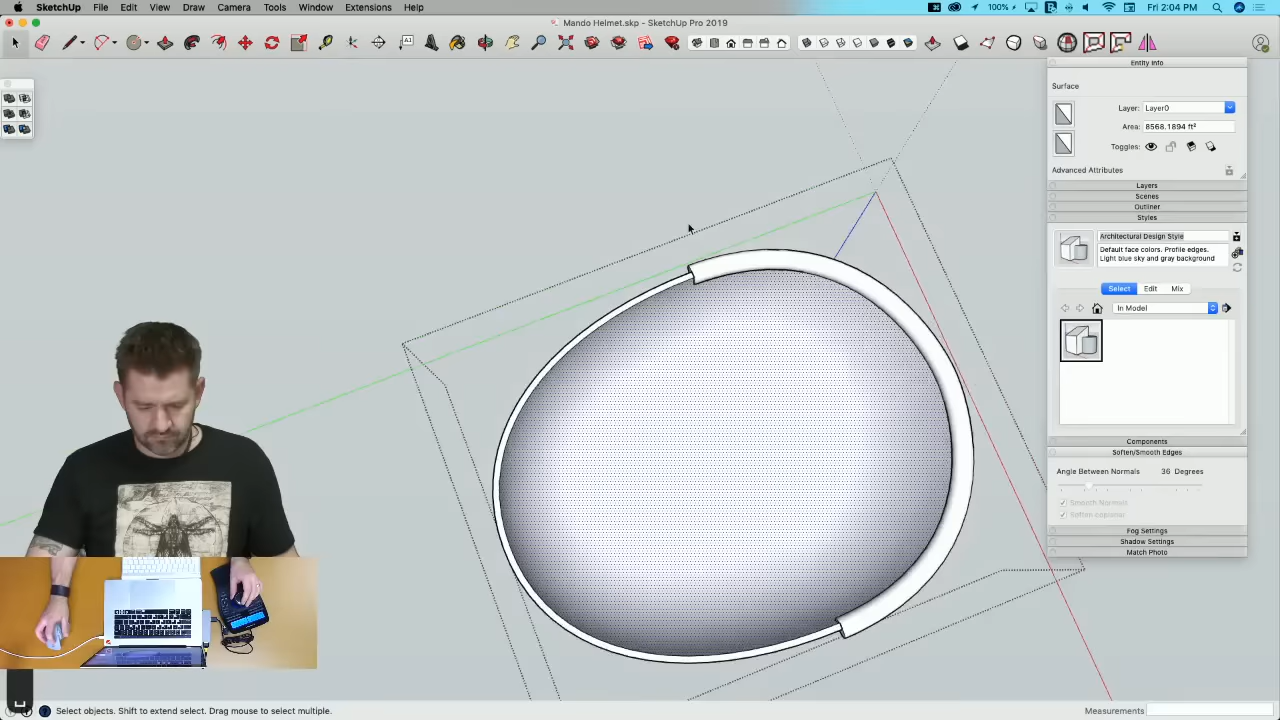 SketchUp File Edit View Draw Camera Tools Window Extensions Help 100% Fri 2:04 PM
Mando Helmet.skp - SketchUp Pro 2019
Entity Info
Surface
Layer: Layer0
Area: 8568.1894 ft²
Toggles:
Advanced Attributes
Layers
Scenes
Outliner
Styles
Architectural Design Style
Default face colors. Profile edges.
Light blue sky and gray background
Select Edit Mix
In Model
Components
Soften/Smooth Edges
Angle Between Normals 36 Degrees
Smooth Normals
Soften coplanar
Fog Settings
Shadow Settings
Match Photo
Select objects. Shift to extend select. Drag mouse to select multiple. Measurements